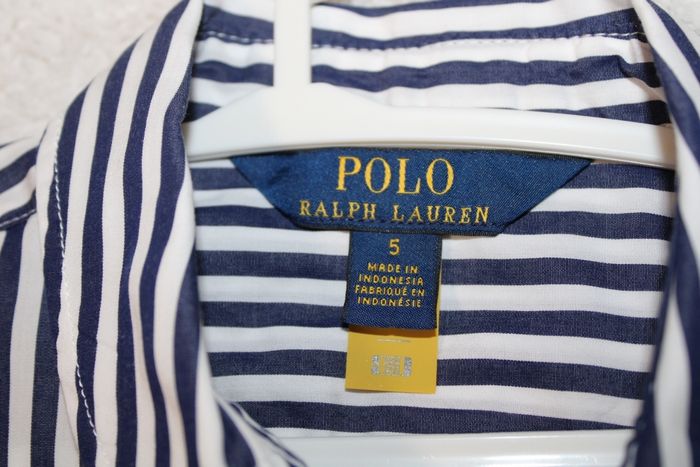 POLO
RALPH LAUREN
5
MADE IN
INDONESIA
FABRIQUÉ EN
INDONÉSIE